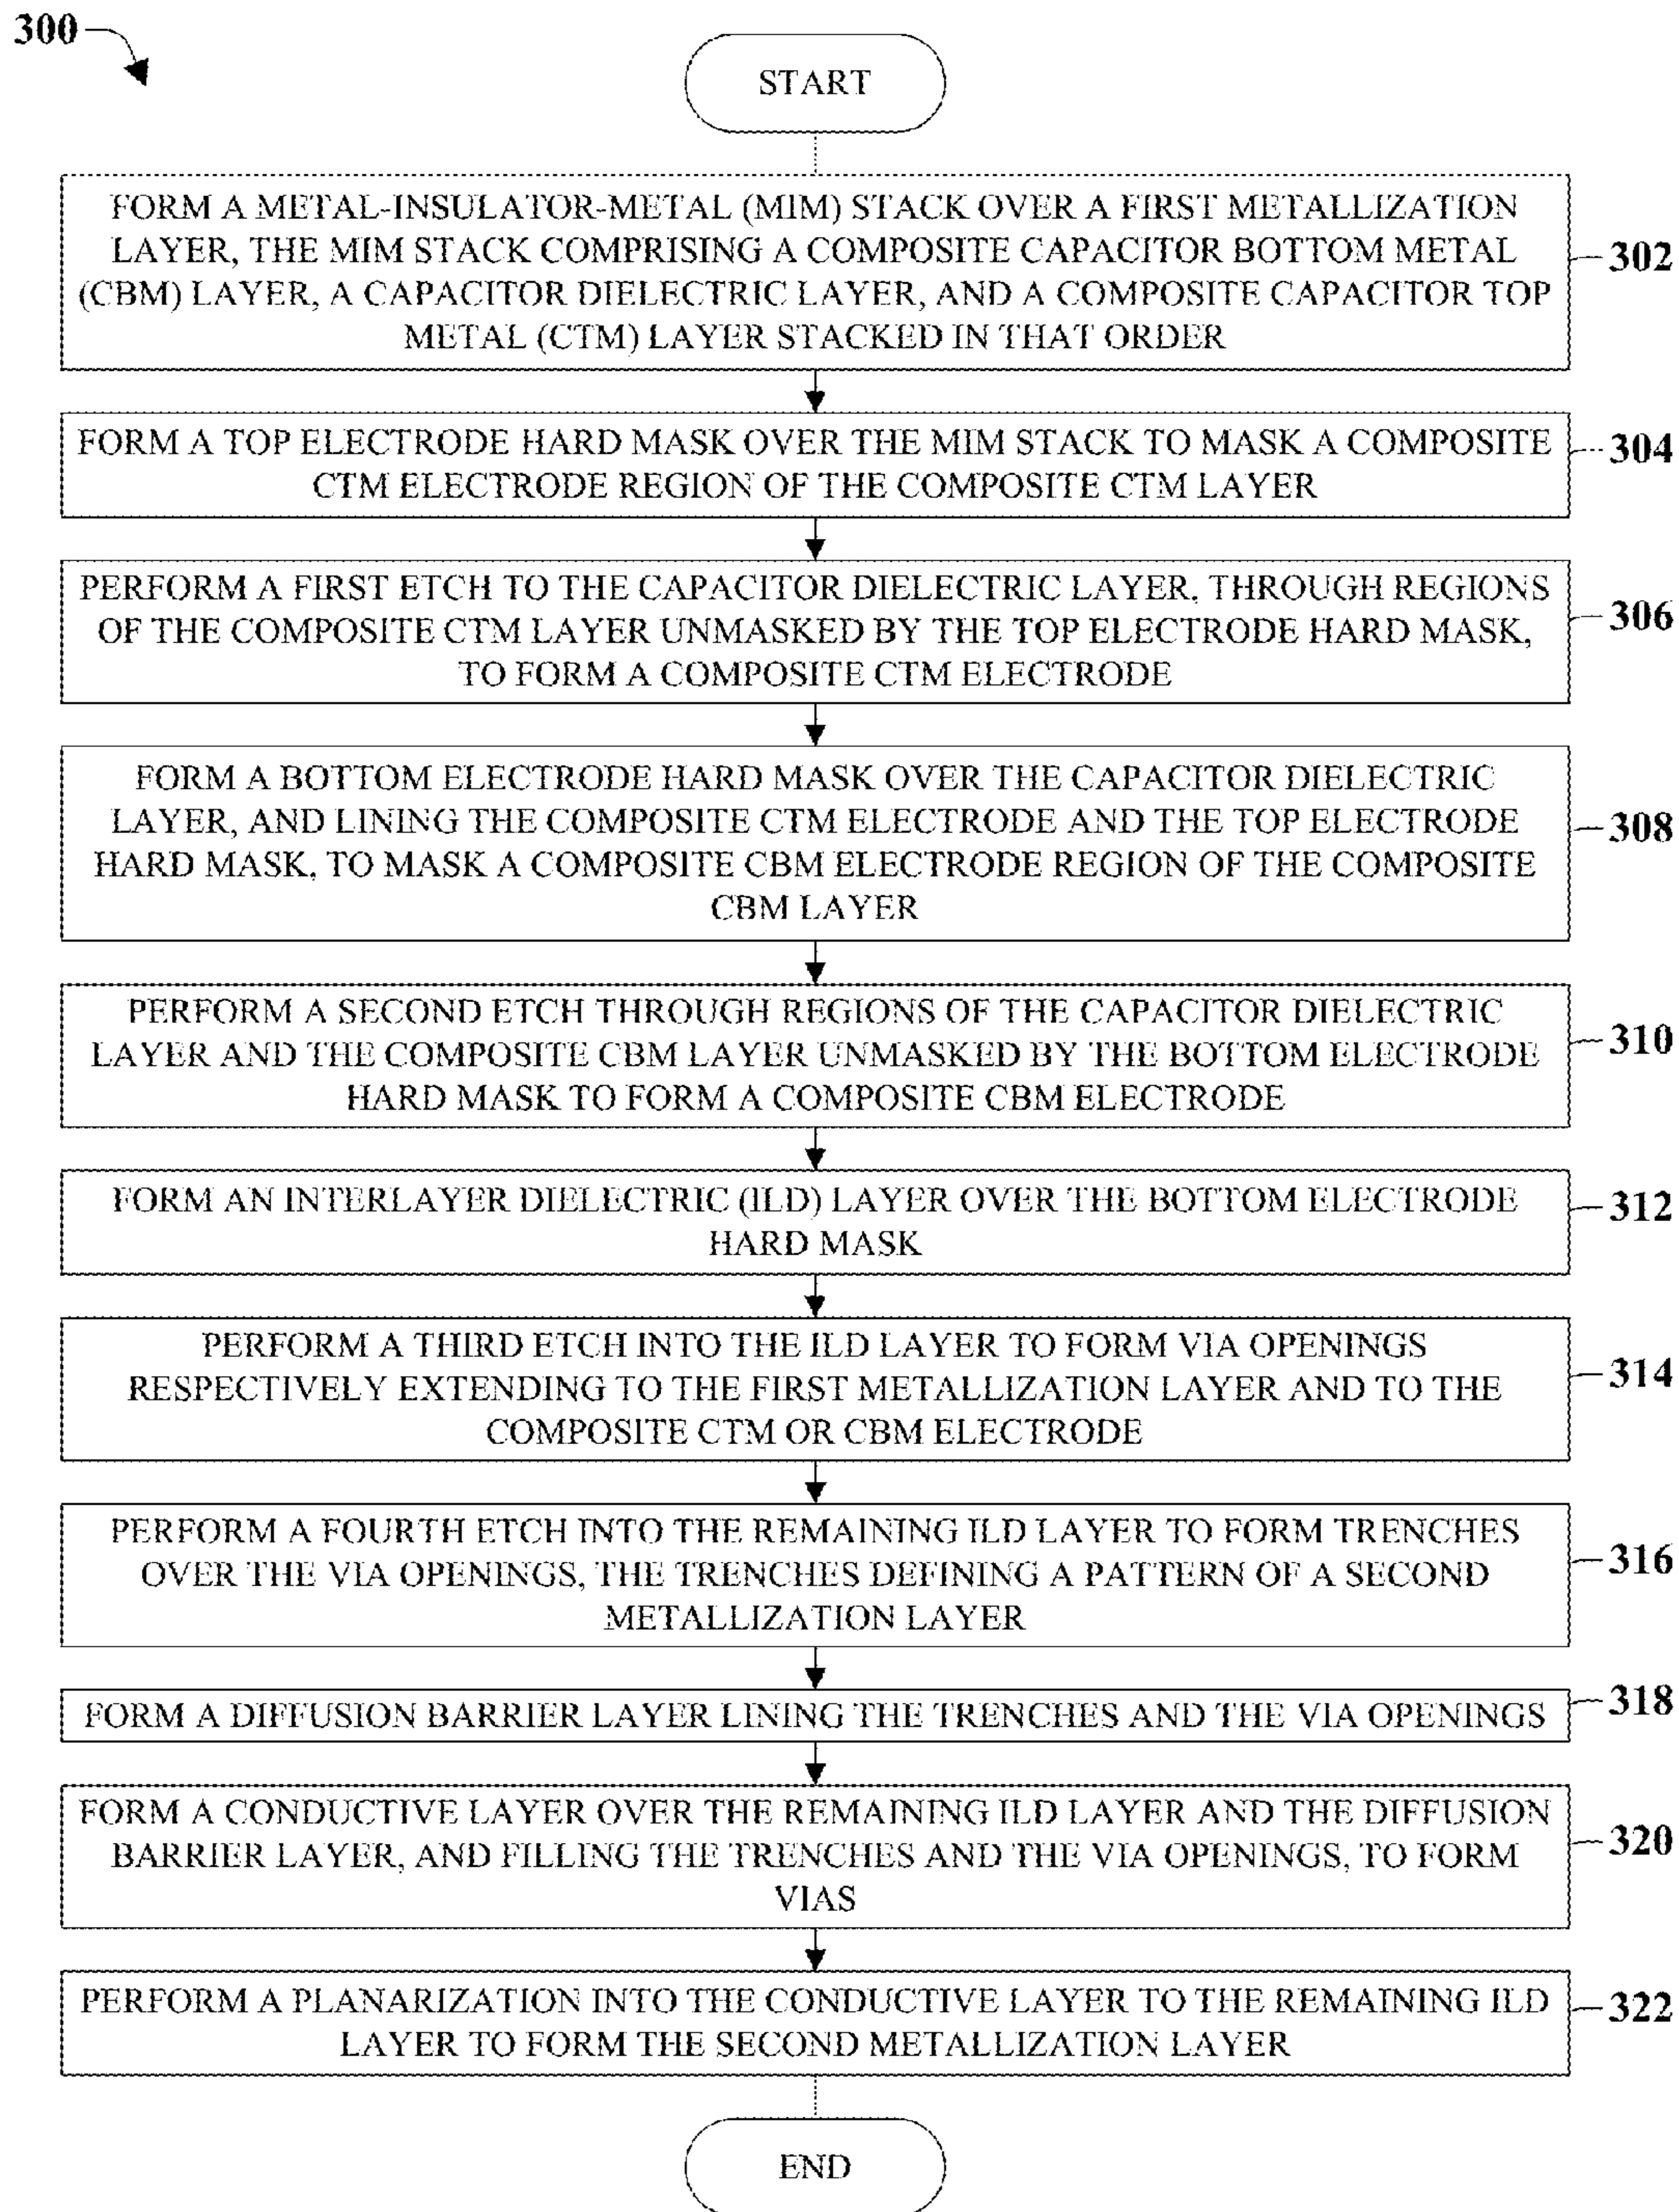 300
START
FORM A METAL-INSULATOR-METAL (MIM) STACK OVER A FIRST METALLIZATION
LAYER, THE MIM STACK COMPRISING A COMPOSITE CAPACITOR BOTTOM METAL
(CBM) LAYER, A CAPACITOR DIELECTRIC LAYER, AND A COMPOSITE CAPACITOR TOP
METAL (CTM) LAYER STACKED IN THAT ORDER
302
FORM A TOP ELECTRODE HARD MASK OVER THE MIM STACK TO MASK A COMPOSITE
CTM ELECTRODE REGION OF THE COMPOSITE CTM LAYER
304
PERFORM A FIRST ETCH TO THE CAPACITOR DIELECTRIC LAYER, THROUGH REGIONS
OF THE COMPOSITE CTM LAYER UNMASKED BY THE TOP ELECTRODE HARD MASK,
TO FORM A COMPOSITE CTM ELECTRODE
306
FORM A BOTTOM ELECTRODE HARD MASK OVER THE CAPACITOR DIELECTRIC
LAYER, AND LINING THE COMPOSITE CTM ELECTRODE AND THE TOP ELECTRODE
HARD MASK, TO MASK A COMPOSITE CBM ELECTRODE REGION OF THE COMPOSITE
CBM LAYER
308
PERFORM A SECOND ETCH THROUGH REGIONS OF THE CAPACITOR DIELECTRIC
LAYER AND THE COMPOSITE CBM LAYER UNMASKED BY THE BOTTOM ELECTRODE
HARD MASK TO FORM A COMPOSITE CBM ELECTRODE
310
FORM AN INTERLAYER DIELECTRIC (ILD) LAYER OVER THE BOTTOM ELECTRODE
HARD MASK
312
PERFORM A THIRD ETCH INTO THE ILD LAYER TO FORM VIA OPENINGS
RESPECTIVELY EXTENDING TO THE FIRST METALLIZATION LAYER AND TO THE
COMPOSITE CTM OR CBM ELECTRODE
314
PERFORM A FOURTH ETCH INTO THE REMAINING ILD LAYER TO FORM TRENCHES
OVER THE VIA OPENINGS, THE TRENCHES DEFINING A PATTERN OF A SECOND
METALLIZATION LAYER
316
FORM A DIFFUSION BARRIER LAYER LINING THE TRENCHES AND THE VIA OPENINGS
318
FORM A CONDUCTIVE LAYER OVER THE REMAINING ILD LAYER AND THE DIFFUSION
BARRIER LAYER, AND FILLING THE TRENCHES AND THE VIA OPENINGS, TO FORM
VIAS
320
PERFORM A PLANARIZATION INTO THE CONDUCTIVE LAYER TO THE REMAINING ILD
LAYER TO FORM THE SECOND METALLIZATION LAYER
322
END